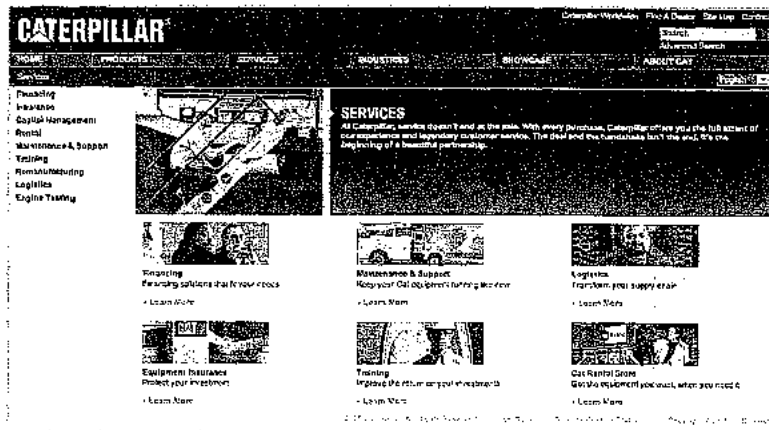 CATERPILLAR
Caterpillar Worldwide Find A Dealer Site Map
Search
Advanced Search
HOME PRODUCTS SERVICES INDUSTRIES SHOWCASE ABOUT CAT
Services
Financing
Insurance
Capital Management
Rental
Maintenance & Support
Training
Remanufacturing
Logistics
Engine Testing
SERVICES
At Caterpillar, service doesn't end at the sale. With every purchase, Caterpillar offers you the full extent of
our experience and legendary customer service. The deal and the handshake isn't the end, it's the
beginning of a beautiful partnership.
Financing
Financing solutions that fit your needs
Learn More
Maintenance & Support
Keep your Cat equipment running like new
Learn More
Logistics
Transform your supply chain
Learn More
Equipment Insurance
Protect your investment
Learn More
Training
Improve the return on your investments
Learn More
Cat Rental Store
Get the equipment you want, when you need it
Learn More